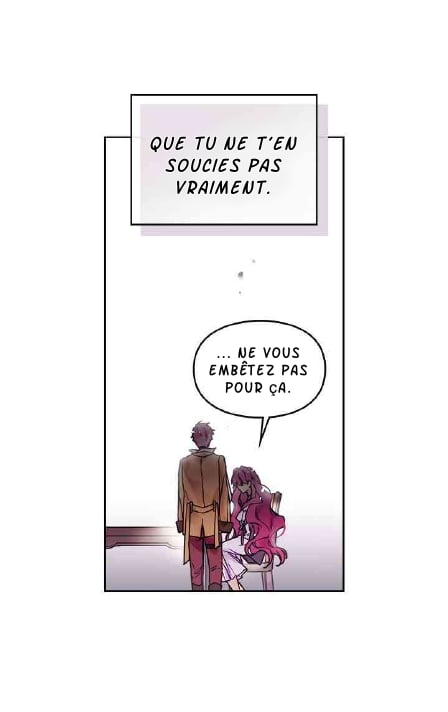 QUE TU NE T'EN
SOUCIES PAS
VRAIMENT.
... NE VOUS
EMBÊTEZ PAS
POUR ÇA.